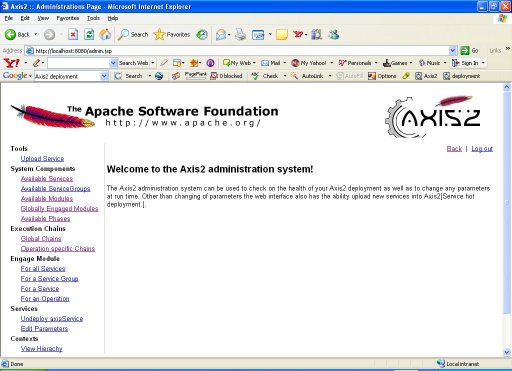 Axis2 :: Administrations Page - Microsoft Internet Explorer
File Edit View Favorites Tools Help
Back Search Favorites
Address http://localhost:8080/admin.jsp Go Links
Search Web My Web Mail My Yahoo! Personals Games Music Sign In
Google Axis2 deployment Search PageRank 0 blocked Check AutoLink AutoFill Options Axis2 deployment
The Apache Software Foundation
http://www.apache.org/
AXIS2
Back | Log out
Tools
Upload Service
System Components
Available Services
Available ServiceGroups
Available Modules
Globally Engaged Modules
Available Phases
Execution Chains
Global Chains
Operation specific Chains
Engage Module
For all Services
For a Service Group
For a Service
For an Operation
Services
Undeploy axisService
Edit Parameters
Contexts
View Hierachy
Welcome to the Axis2 administration system!
The Axis2 administration system can be used to check on the health of your Axis2 deployment as well as to change any parameters
at run time. Other than changing of parameters the web interface also has the ability upload new services into Axis2[Service hot
deployment ].
Done Local intranet